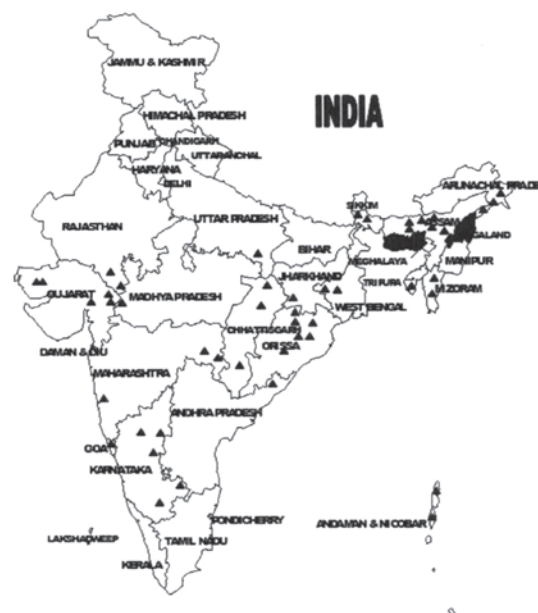 JAMMU & KASHMIR
HIMACHAL PRADESH
INDIA
PUNJAB
CHANDIGARH
UTTARANCHAL
HARYANA
DELHI
ARUNACHAL PRADE
SIKKIM
RAJASTHAN
UTTAR PRADESH
ASSAM
GALAND
BIHAR
MEGHALAYA
MANIPUR
JHARKHAND
GUJARAT
MADHYA PRADESH
TRIPURA
MIZORAM
WEST BENGAL
CHHATTISGARH
ORISSA
DAMAN & DIU
MAHARASHTRA
ANDHRA PRADESH
GOA
KARNATAKA
PONDICHERRY
ANDAMAN & NICOBAR
LAKSHADWEEP
TAMIL NADU
KERALA